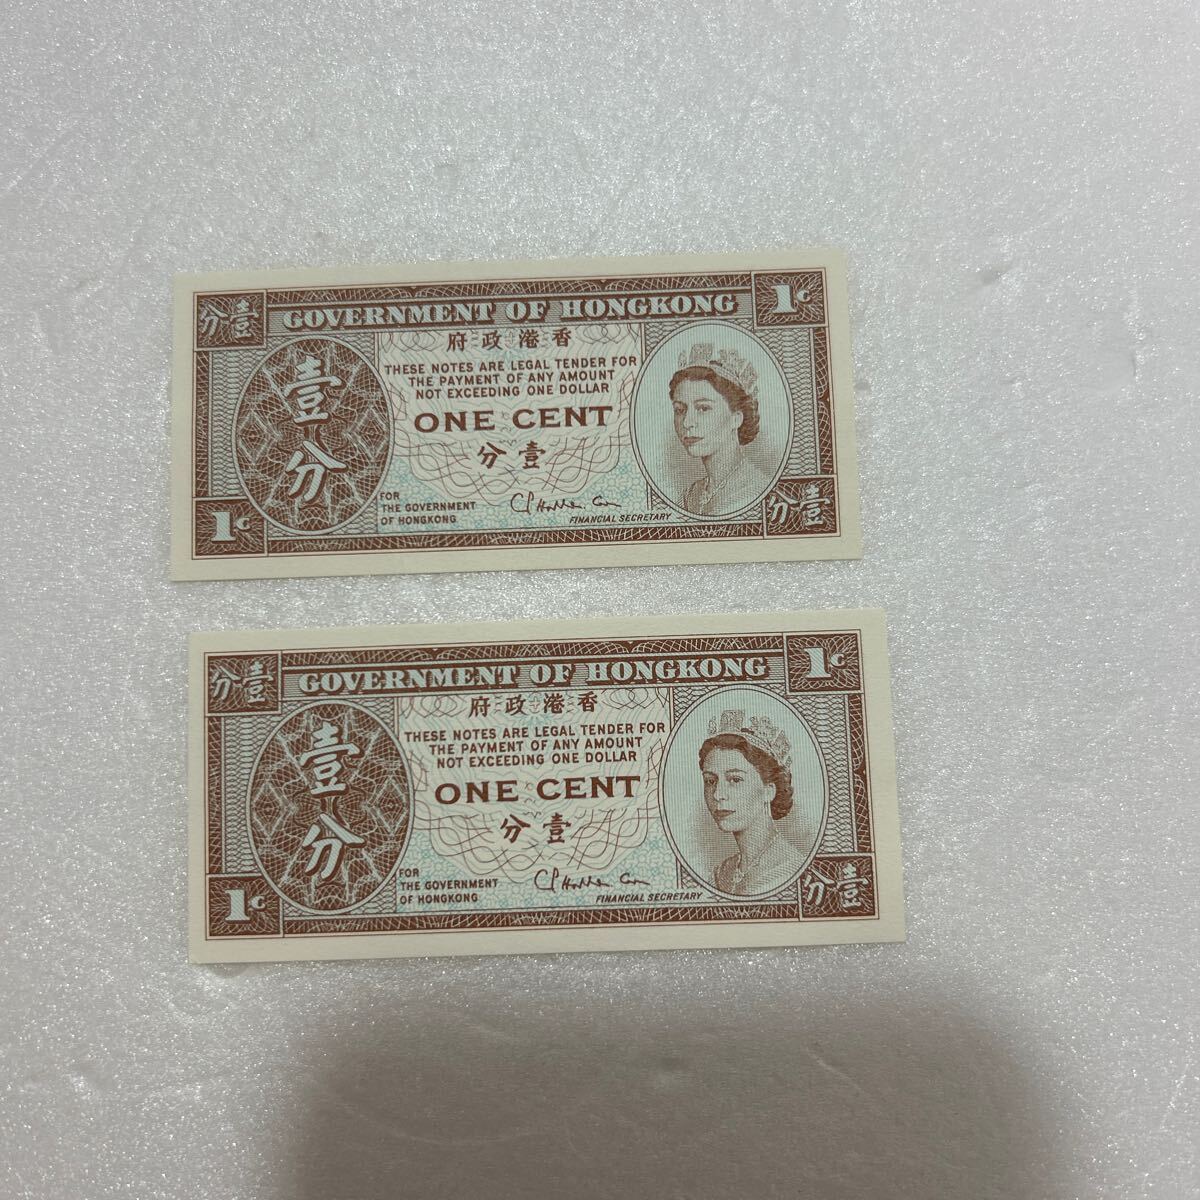 分壹
GOVERNMENT OF HONGKONG
1C
府政港香
壹分
THESE NOTES ARE LEGAL TENDER FOR
THE PAYMENT OF ANY AMOUNT
NOT EXCEEDING ONE DOLLAR
ONE CENT
分壹
FOR
THE GOVERNMENT
OF HONGKONG
FINANCIAL SECRETARY
1C
分壹
分壹
GOVERNMENT OF HONGKONG
1C
府政港香
壹分
THESE NOTES ARE LEGAL TENDER FOR
THE PAYMENT OF ANY AMOUNT
NOT EXCEEDING ONE DOLLAR
ONE CENT
分壹
FOR
THE GOVERNMENT
OF HONGKONG
FINANCIAL SECRETARY
1C
分壹